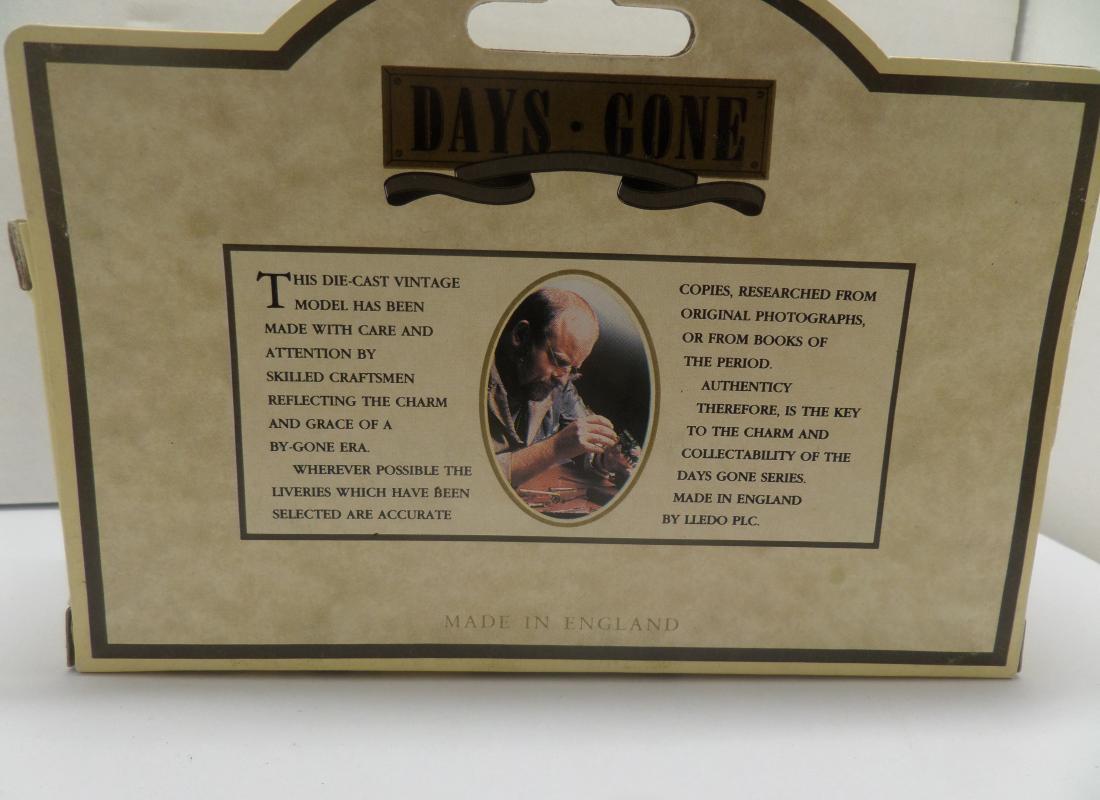 DAYS · GONE
THIS DIE-CAST VINTAGE
MODEL HAS BEEN
MADE WITH CARE AND
ATTENTION BY
SKILLED CRAFTSMEN
REFLECTING THE CHARM
AND GRACE OF A
BY-GONE ERA.
WHEREVER POSSIBLE THE
LIVERIES WHICH HAVE BEEN
SELECTED ARE ACCURATE
COPIES, RESEARCHED FROM
ORIGINAL PHOTOGRAPHS,
OR FROM BOOKS OF
THE PERIOD.
AUTHENTICY
THEREFORE, IS THE KEY
TO THE CHARM AND
COLLECTABILITY OF THE
DAYS GONE SERIES.
MADE IN ENGLAND
BY LLEDO PLC.
MADE IN ENGLAND